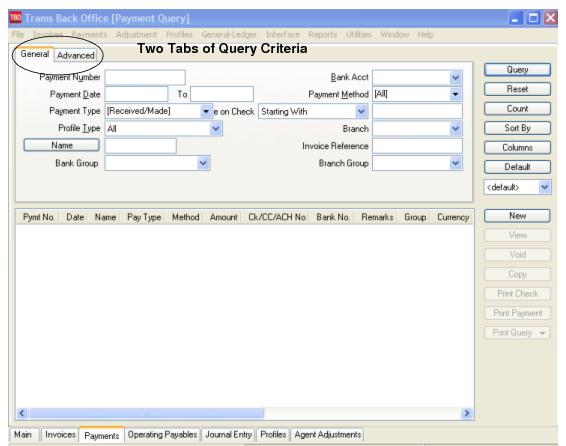 TBO Trams Back Office [Payment Query]
File Invoices Payments Adjustment Profiles General-Ledger Interface Reports Utilities Window Help
General Advanced Two Tabs of Query Criteria
Payment Number Bank Acct Query
Payment Date To Payment Method [All] Reset
Payment Type [Received/Made] e on Check Starting With Count
Profile Type All Branch Sort By
Name Invoice Reference Columns
Bank Group Branch Group Default
<default>
Pymt No. Date Name Pay Type Method Amount Ck/CC/ACH No Bank No. Remarks Group Currency New
View
Void
Copy
Print Check
Print Payment
Print Query
Main Invoices Payments Operating Payables Journal Entry Profiles Agent Adjustments